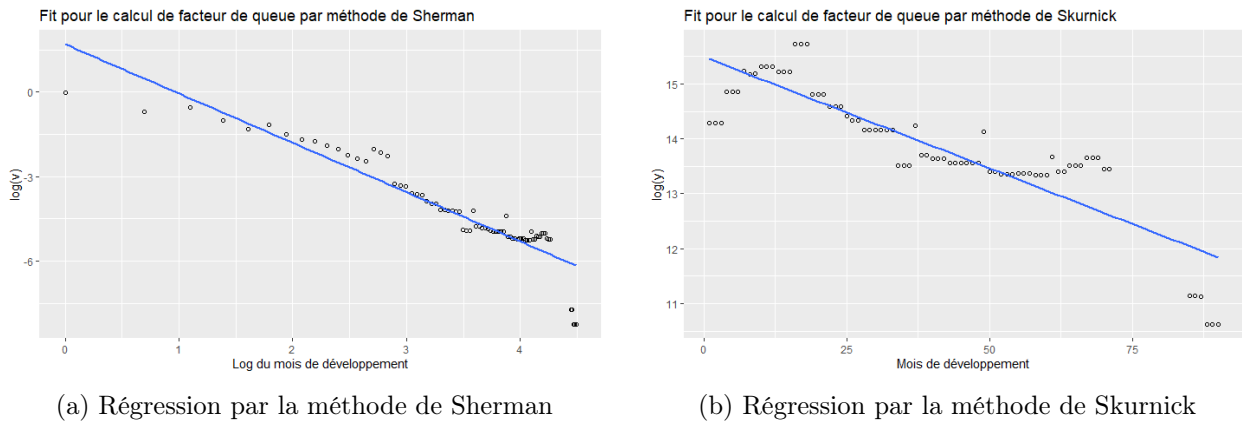 Fit pour le calcul de facteur de queue par méthode de Sherman
0
-3
-6
log(v)
0
1
2
3
4
Log du mois de développement
(a) Régression par la méthode de Sherman
Fit pour le calcul de facteur de queue par méthode de Skurnick
15
14
13
12
11
log(y)
0
25
50
75
Mois de développement
(b) Régression par la méthode de Skurnick